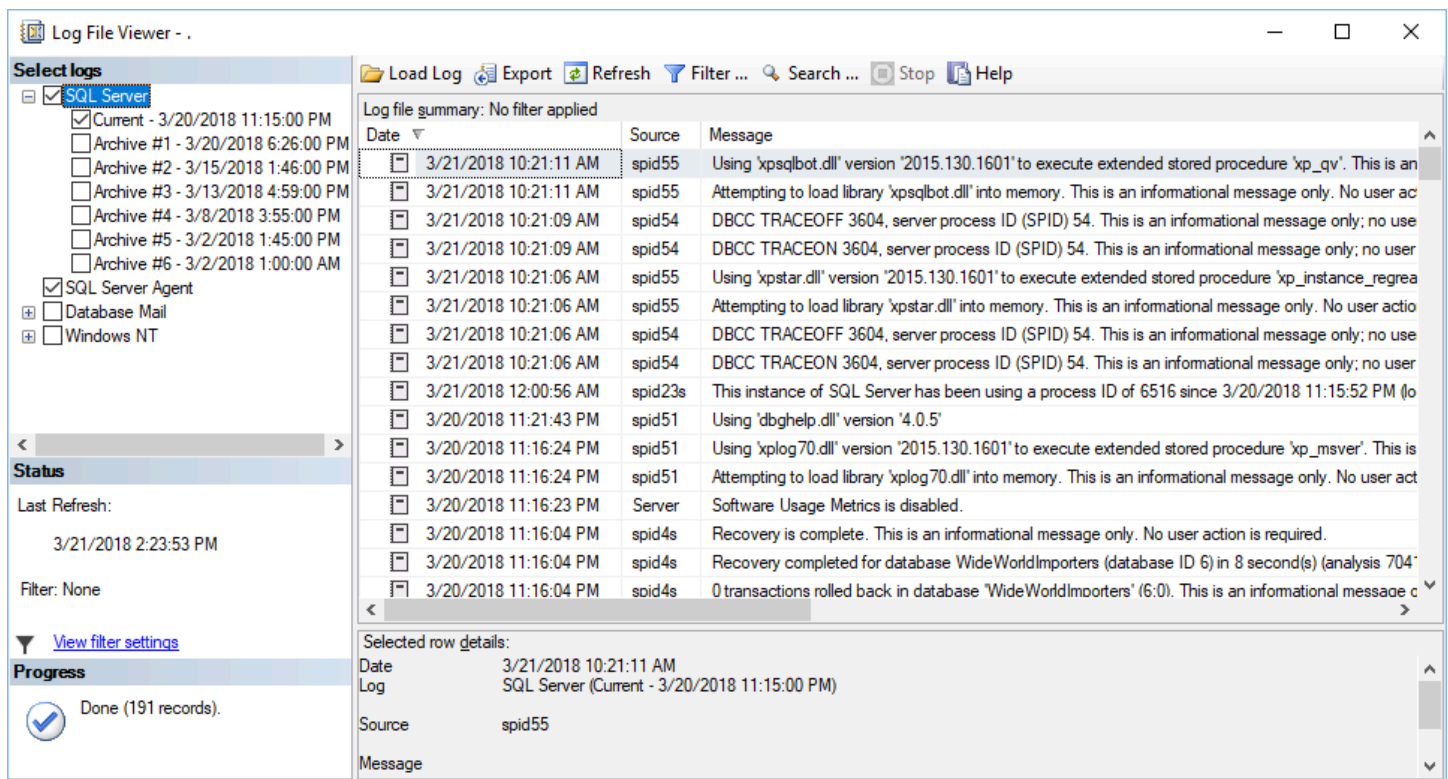 Log File Viewer - .
Select logs
SQL Server
Current - 3/20/2018 11:15:00 PM
Archive #1 - 3/20/2018 6:26:00 PM
Archive #2 - 3/15/2018 1:46:00 PM
Archive #3 - 3/13/2018 4:59:00 PM
Archive #4 - 3/8/2018 3:55:00 PM
Archive #5 - 3/2/2018 1:45:00 PM
Archive #6 - 3/2/2018 1:00:00 AM
SQL Server Agent
Database Mail
Windows NT
Status
Last Refresh:
3/21/2018 2:23:53 PM
Filter: None
View filter settings
Progress
Done (191 records).
Load Log Export Refresh Filter ... Search ... Stop Help
Log file summary: No filter applied
Date Source Message
3/21/2018 10:21:11 AM spid55 Using 'xpsqlbot.dll' version '2015.130.1601' to execute extended stored procedure 'xp_qv'. This is an
3/21/2018 10:21:11 AM spid55 Attempting to load library 'xpsqlbot.dll' into memory. This is an informational message only. No user ac
3/21/2018 10:21:09 AM spid54 DBCC TRACEOFF 3604, server process ID (SPID) 54. This is an informational message only; no use
3/21/2018 10:21:09 AM spid54 DBCC TRACEON 3604, server process ID (SPID) 54. This is an informational message only; no user
3/21/2018 10:21:06 AM spid55 Using 'xpstar.dll' version '2015.130.1601' to execute extended stored procedure 'xp_instance_regrea
3/21/2018 10:21:06 AM spid55 Attempting to load library 'xpstar.dll' into memory. This is an informational message only. No user actio
3/21/2018 10:21:06 AM spid54 DBCC TRACEOFF 3604, server process ID (SPID) 54. This is an informational message only; no use
3/21/2018 10:21:06 AM spid54 DBCC TRACEON 3604, server process ID (SPID) 54. This is an informational message only; no user
3/21/2018 12:00:56 AM spid23s This instance of SQL Server has been using a process ID of 6516 since 3/20/2018 11:15:52 PM (lo
3/20/2018 11:21:43 PM spid51 Using 'dbghelp.dll' version '4.0.5'
3/20/2018 11:16:24 PM spid51 Using 'xplog70.dll' version '2015.130.1601' to execute extended stored procedure 'xp_msver'. This is
3/20/2018 11:16:24 PM spid51 Attempting to load library 'xplog70.dll' into memory. This is an informational message only. No user act
3/20/2018 11:16:23 PM Server Software Usage Metrics is disabled.
3/20/2018 11:16:04 PM spid4s Recovery is complete. This is an informational message only. No user action is required.
3/20/2018 11:16:04 PM spid4s Recovery completed for database WideWorldImporters (database ID 6) in 8 second(s) (analysis 704
3/20/2018 11:16:04 PM spid4s 0 transactions rolled back in database 'WideWorldImporters' (6:0). This is an informational message o
Selected row details:
Date 3/21/2018 10:21:11 AM
Log SQL Server (Current - 3/20/2018 11:15:00 PM)
Source spid55
Message